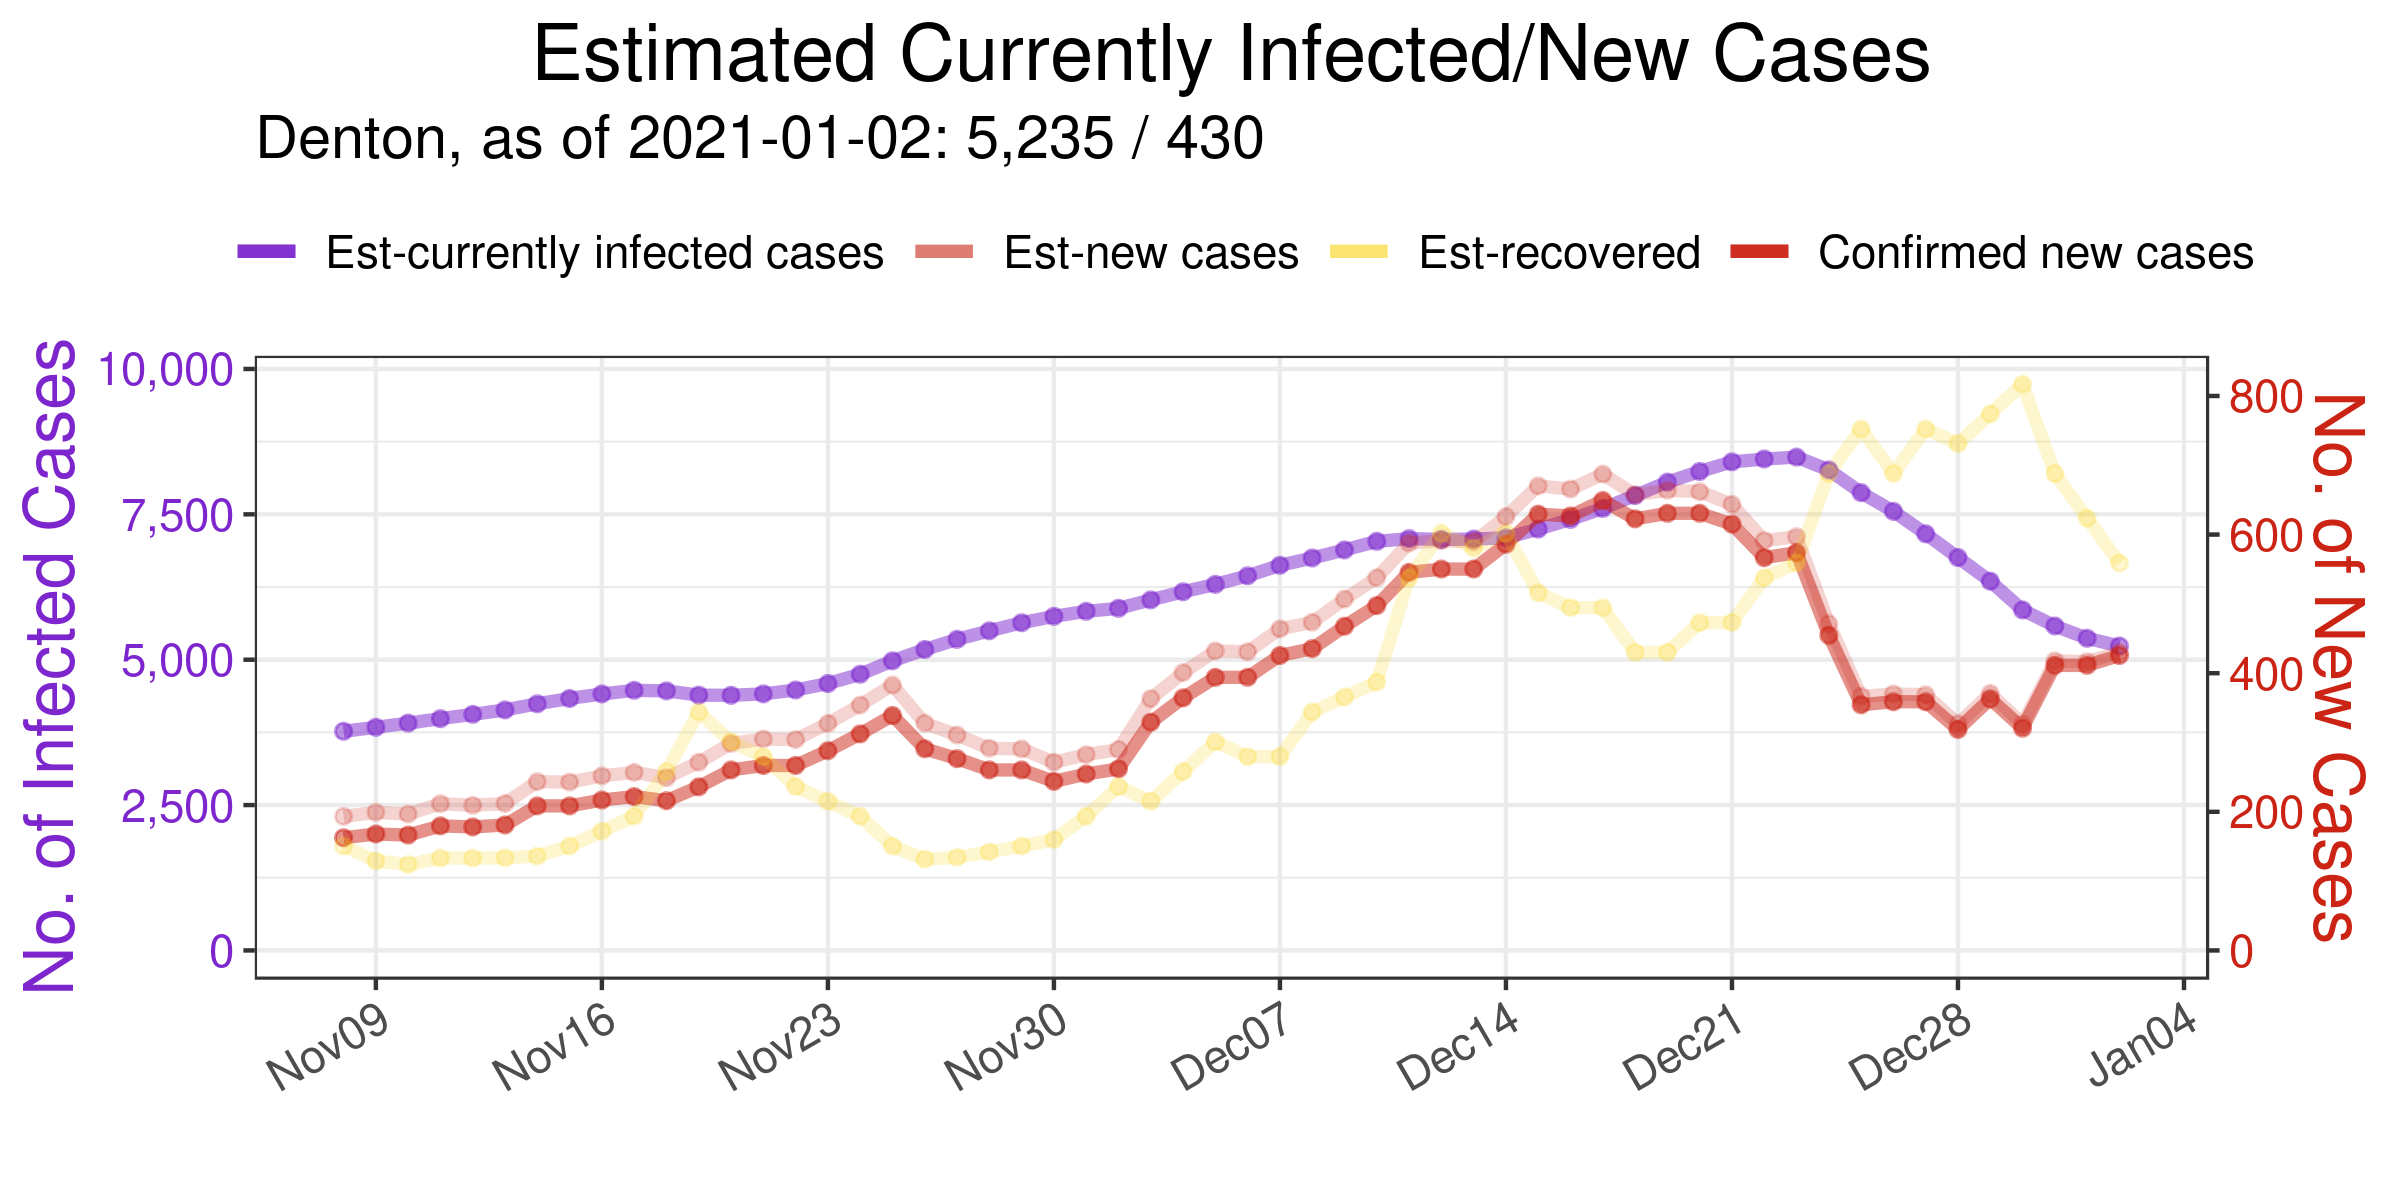 Estimated Currently Infected/New Cases
Denton, as of 2021-01-02: 5,235 / 430
Est-currently infected cases Est-new cases Est-recovered Confirmed new cases
No. of Infected Cases
10,000
7,500
5,000
2,500
0
800
600
400
200
0
No. of New Cases
Nov09 Nov16 Nov23 Nov30 Dec07 Dec14 Dec21 Dec28 Jan04